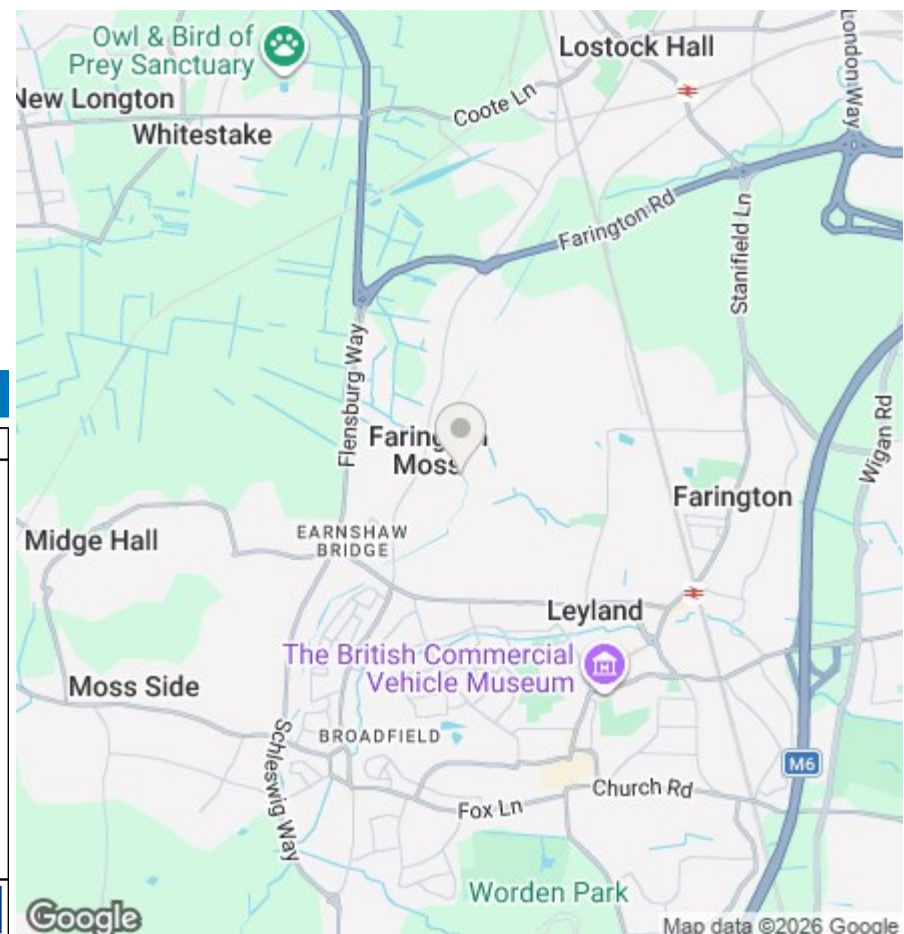 Owl & Bird of
Prey Sanctuary
Lostock Hall
London Way
New Longton
Coote Ln
Whitestake
Farington Rd
Stanifield Ln
Flensburg Way
Wigan Rd
Moss
Farington
EARNSHAW
BRIDGE
Midge Hall
Leyland
The British Commercial
Vehicle Museum
Moss Side
BROADFIELD
M6
Schleswig Way
Church Rd
Fox Ln
Worden Park
Google
Map data ©2026 Google